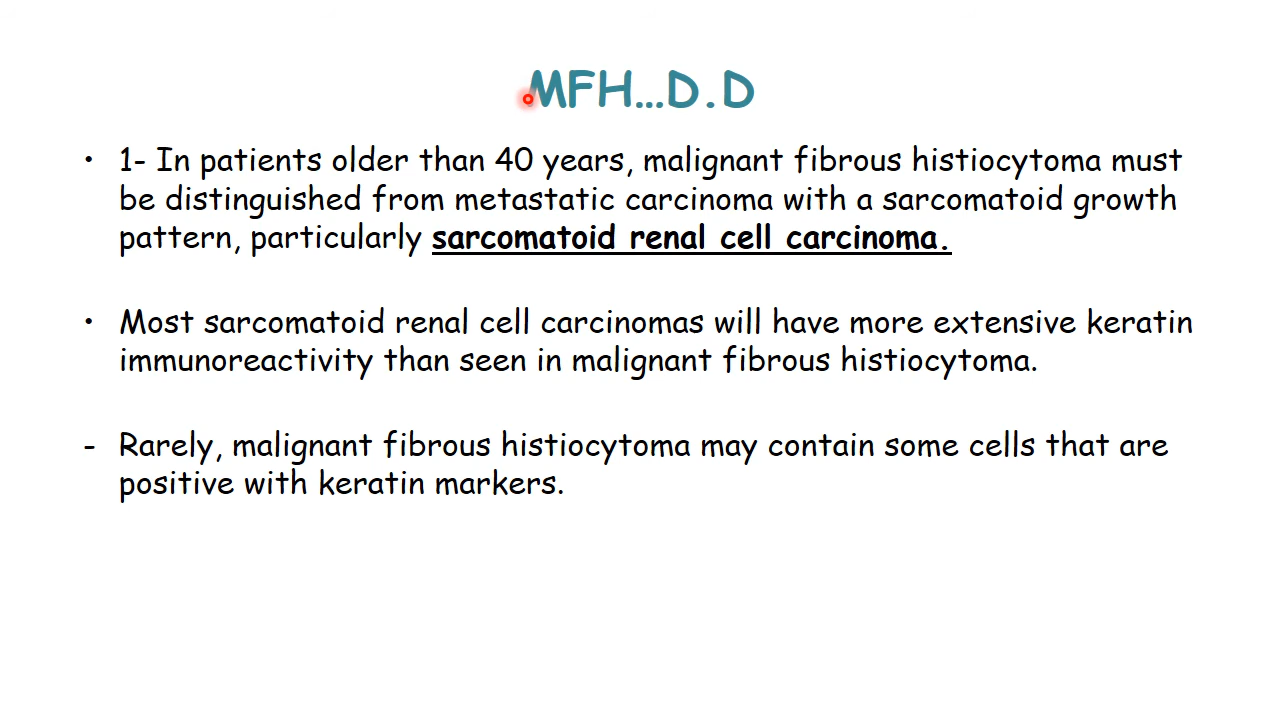 MFH...D.D
• 1- In patients older than 40 years, malignant fibrous histiocytoma must
be distinguished from metastatic carcinoma with a sarcomatoid growth
pattern, particularly sarcomatoid renal cell carcinoma.
• Most sarcomatoid renal cell carcinomas will have more extensive keratin
immunoreactivity than seen in malignant fibrous histiocytoma.
- Rarely, malignant fibrous histiocytoma may contain some cells that are
positive with keratin markers.